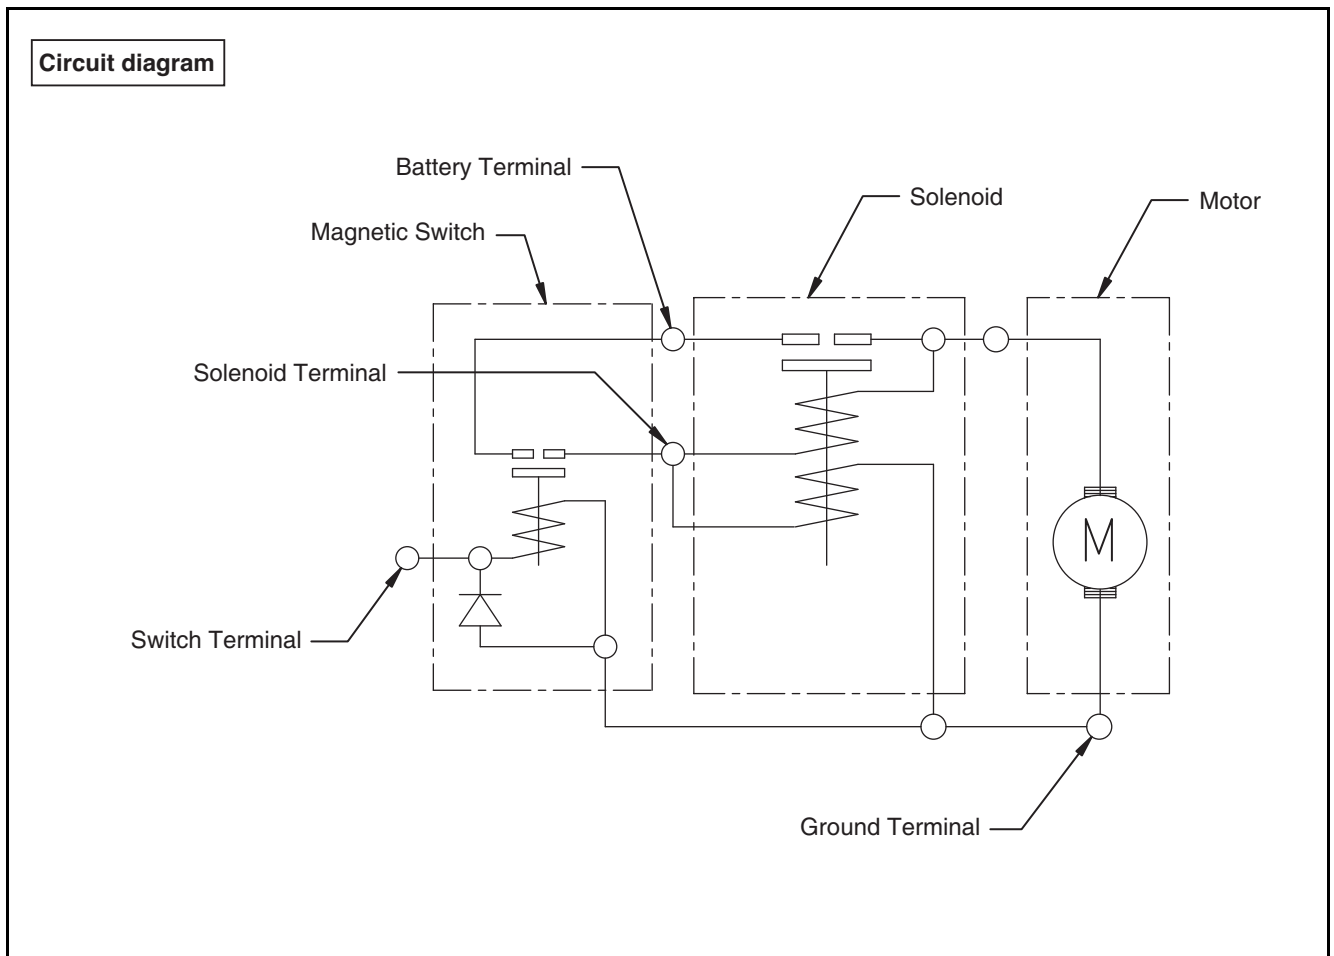 Circuit diagram
Battery Terminal
Solenoid
Motor
Magnetic Switch
Solenoid Terminal
M
Switch Terminal
Ground Terminal